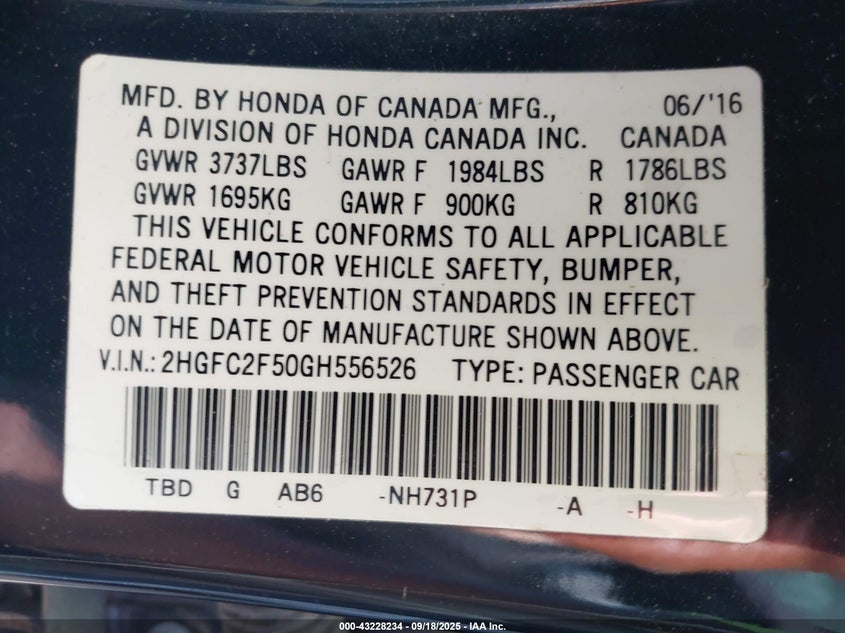 MFD. BY HONDA OF CANADA MFG., 06/'16
A DIVISION OF HONDA CANADA INC. CANADA
GVWR 3737LBS GAWR F 1984LBS R 1786LBS
GVWR 1695KG GAWR F 900KG R 810KG
THIS VEHICLE CONFORMS TO ALL APPLICABLE
FEDERAL MOTOR VEHICLE SAFETY, BUMPER,
AND THEFT PREVENTION STANDARDS IN EFFECT
ON THE DATE OF MANUFACTURE SHOWN ABOVE.
V.I.N.: 2HGFC2F50GH556526 TYPE: PASSENGER CAR
TBD G AB6 -NH731P -A -H
000-43228234 - 09/18/2025 - IAA Inc.